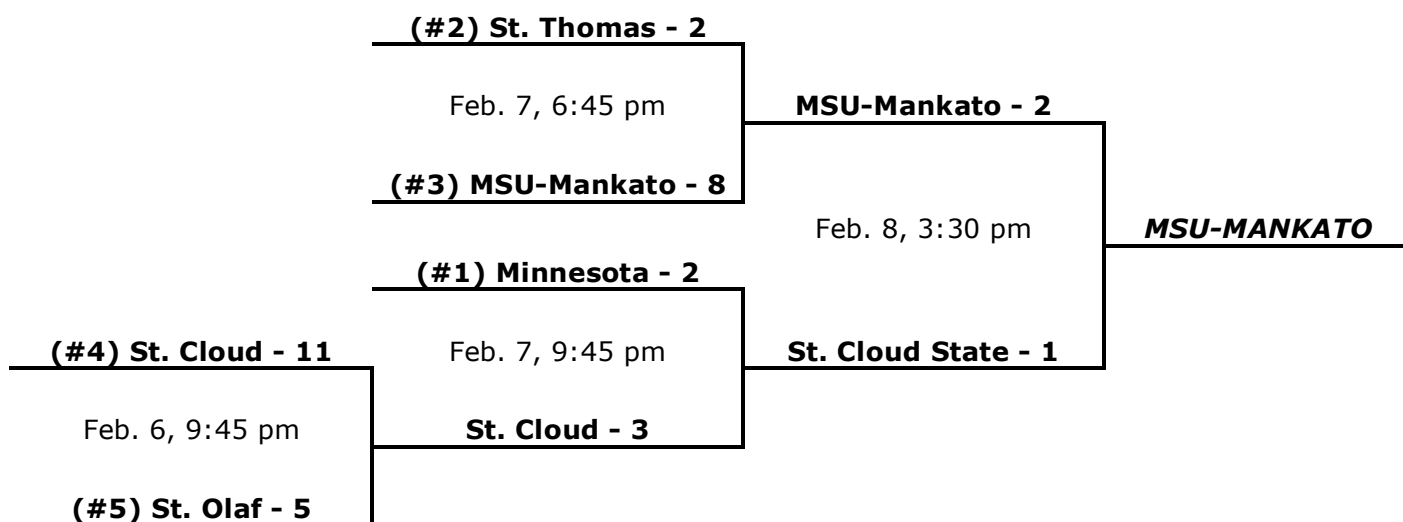 (#2) St. Thomas - 2
Feb. 7, 6:45 pm
MSU-Mankato - 2
(#3) MSU-Mankato - 8
Feb. 8, 3:30 pm
MSU-MANKATO
(#1) Minnesota - 2
(#4) St. Cloud - 11
Feb. 7, 9:45 pm
St. Cloud State - 1
Feb. 6, 9:45 pm
St. Cloud - 3
(#5) St. Olaf - 5